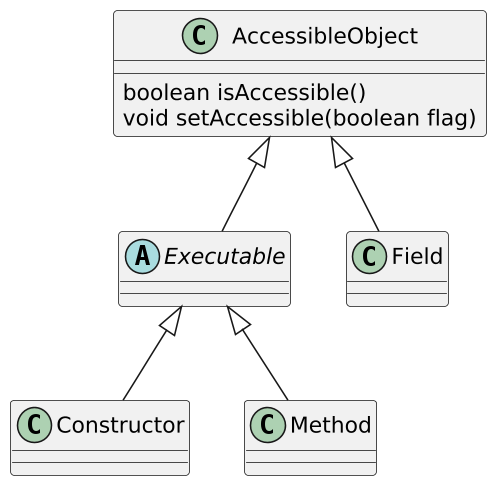 C AccessibleObject
boolean isAccessible()
void setAccessible(boolean flag)
A Executable
C Field
C Constructor
C Method